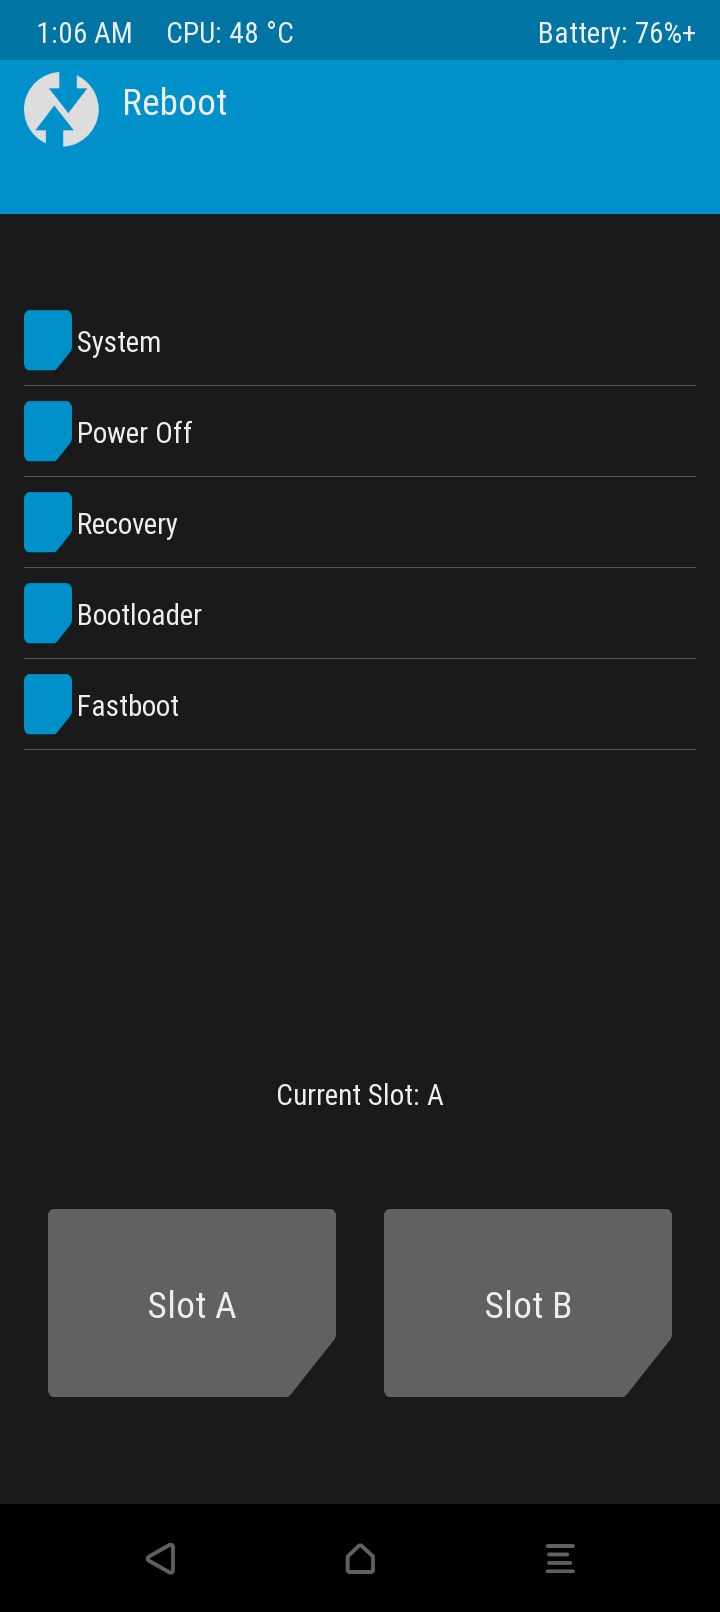 1:06 AM CPU: 48 °C Battery: 76%+
Reboot
System
Power Off
Recovery
Bootloader
Fastboot
Current Slot: A
Slot A Slot B